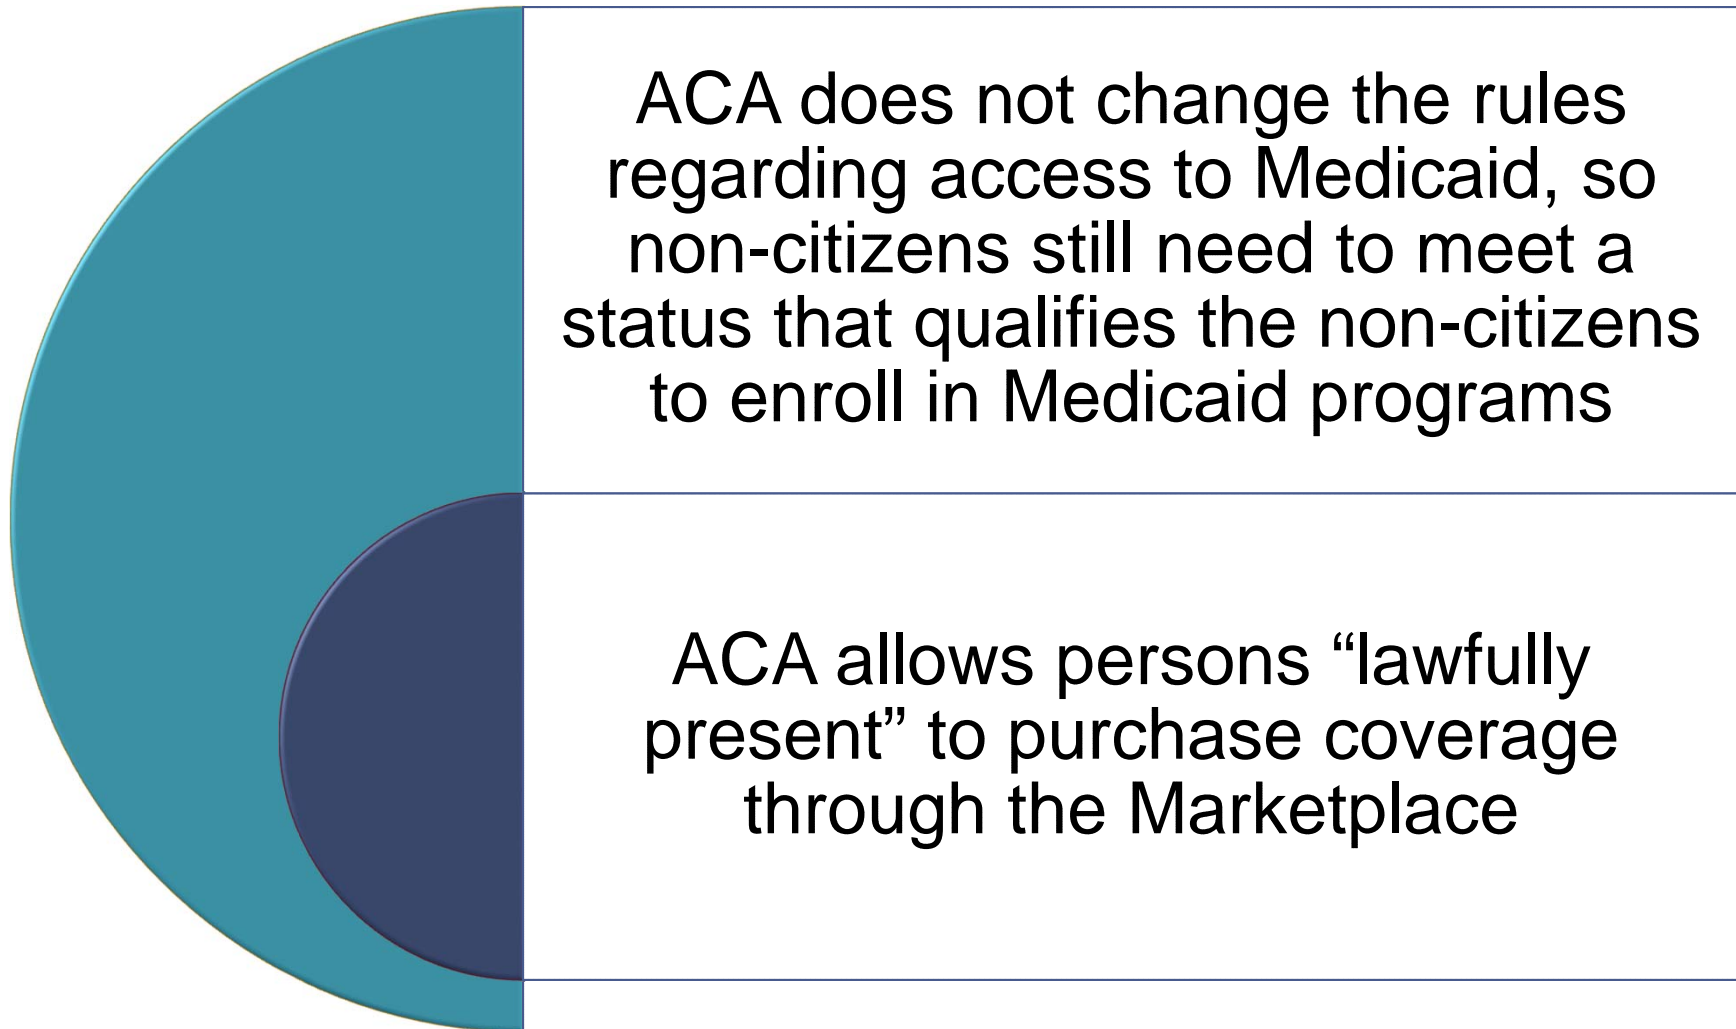 ACA does not change the rules
regarding access to Medicaid, so
non-citizens still need to meet a
status that qualifies the non-citizens
to enroll in Medicaid programs
ACA allows persons “lawfully
present” to purchase coverage
through the Marketplace